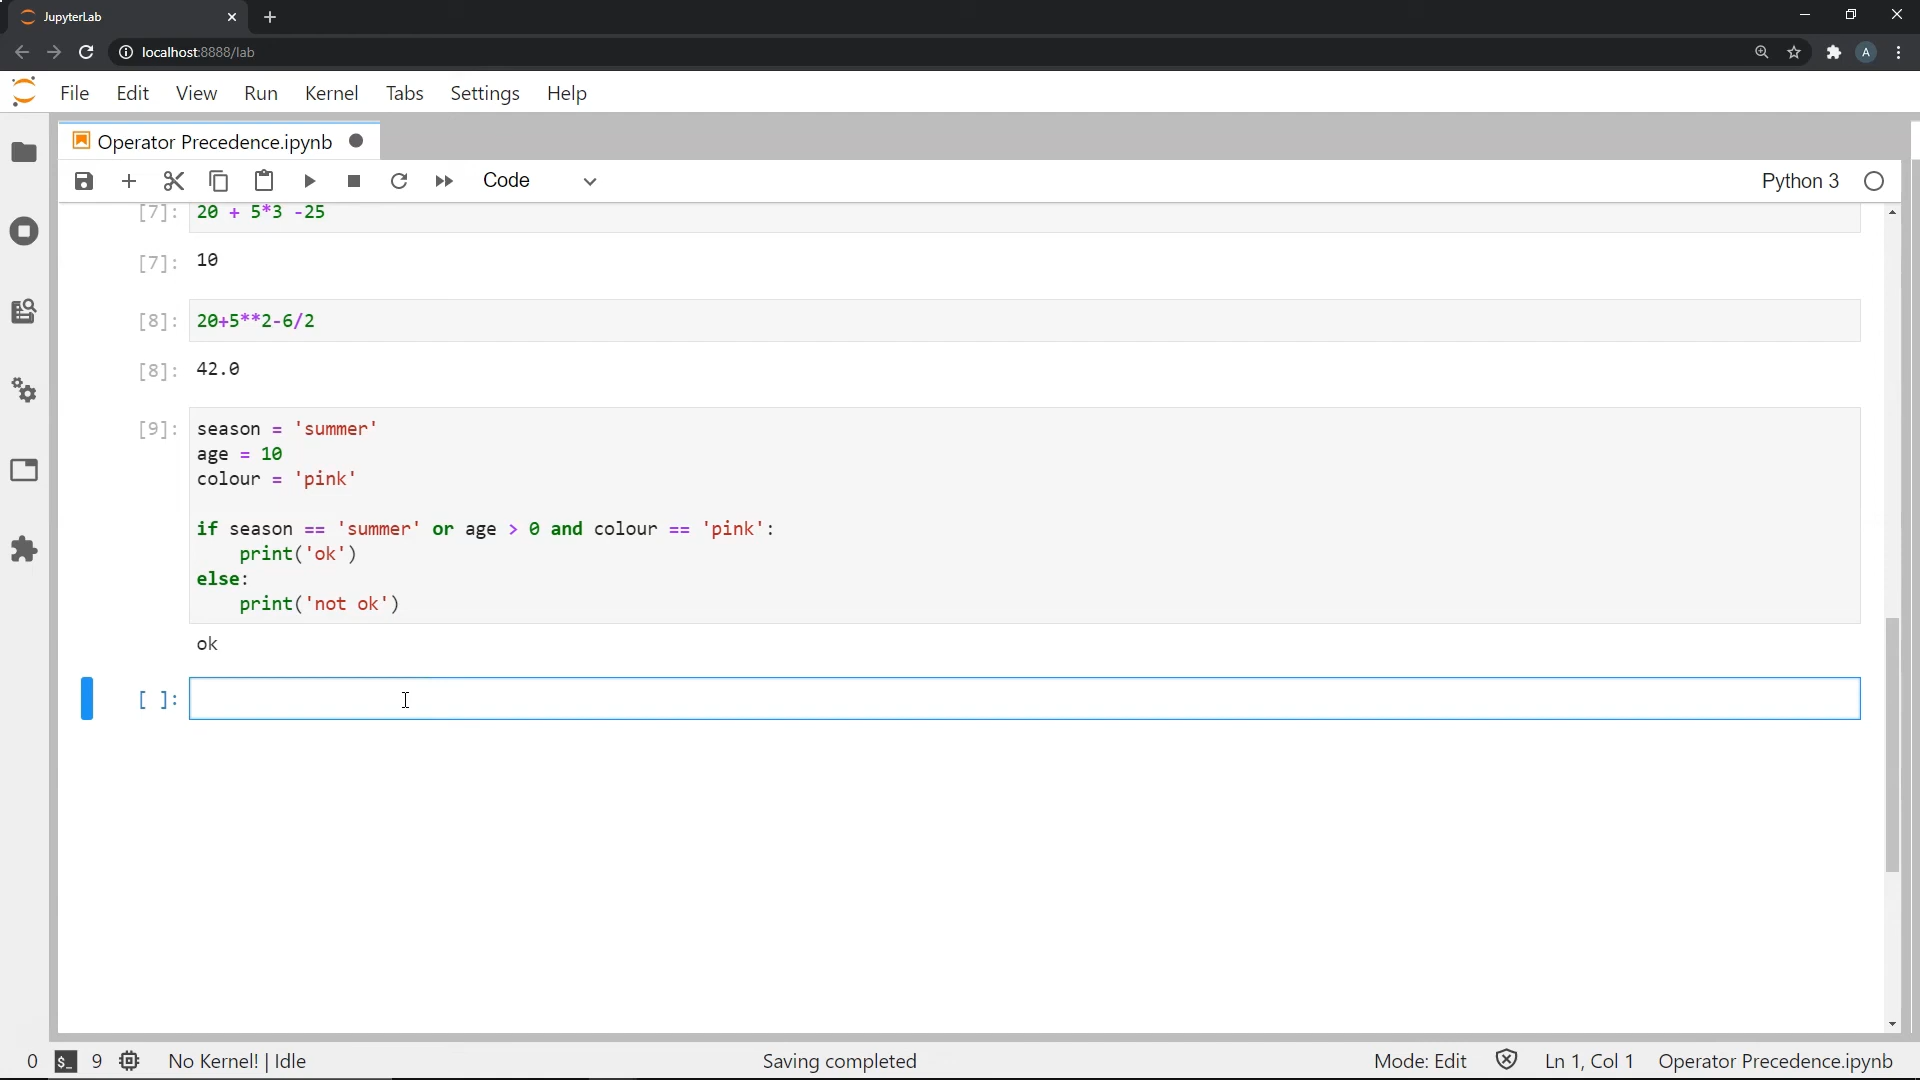 JupyterLab
localhost:8888/lab
A
File Edit View Run Kernel Tabs Settings Help
Operator Precedence.ipynb
Code
Python 3
[7]: 20 + 5*3 -25
[7]: 10
[8]: 20+5**2-6/2
[8]: 42.0
[9]: season = 'summer'
age = 10
colour = 'pink'
if season == 'summer' or age > 0 and colour == 'pink':
    print('ok')
else:
    print('not ok')
ok
[ ]:
0 $_ 9 No Kernel! | Idle Saving completed Mode: Edit Ln 1, Col 1 Operator Precedence.ipynb